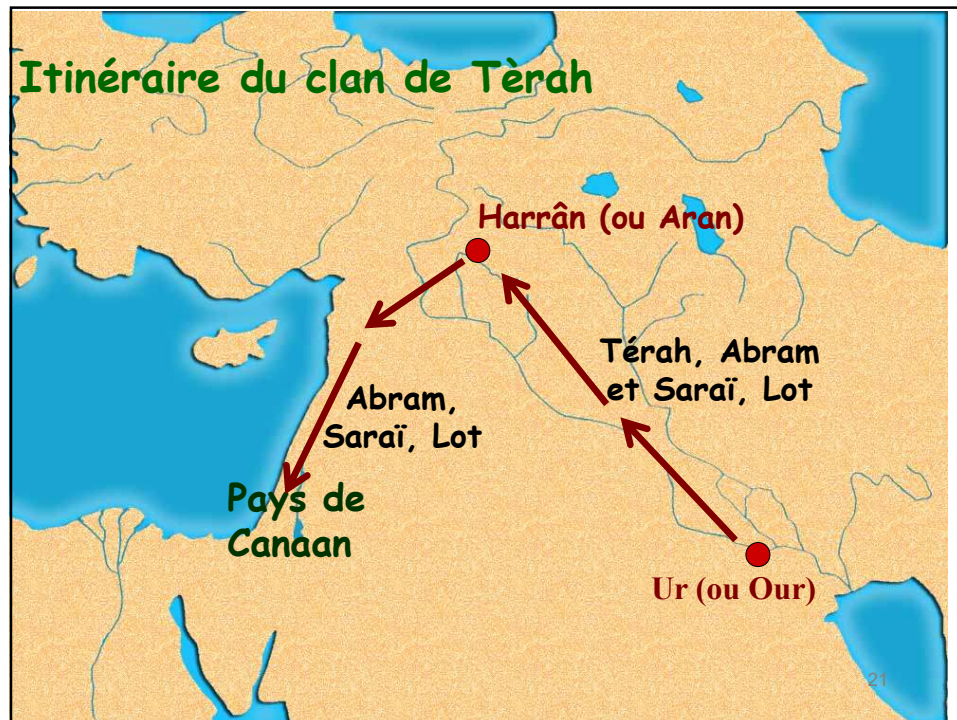 Itinéraire du clan de Tèrah
Harrân (ou Aran)
Térah, Abram
et Saraï, Lot
Abram,
Saraï, Lot
Pays de
Canaan
Ur (ou Our)
21